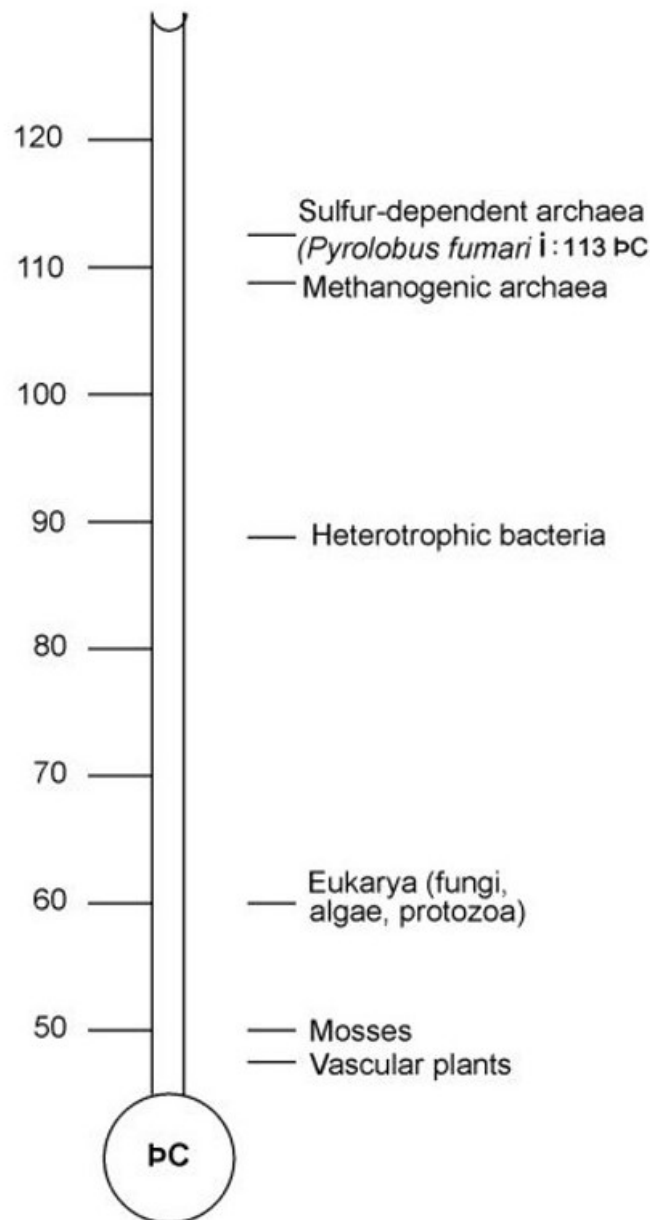 120
Sulfur-dependent archaea
(Pyrolobus fumari i:113 ÞC
110
Methanogenic archaea
100
90
Heterotrophic bacteria
80
70
Eukarya (fungi,
60
algae, protozoa)
50
Mosses
Vascular plants
ÞC